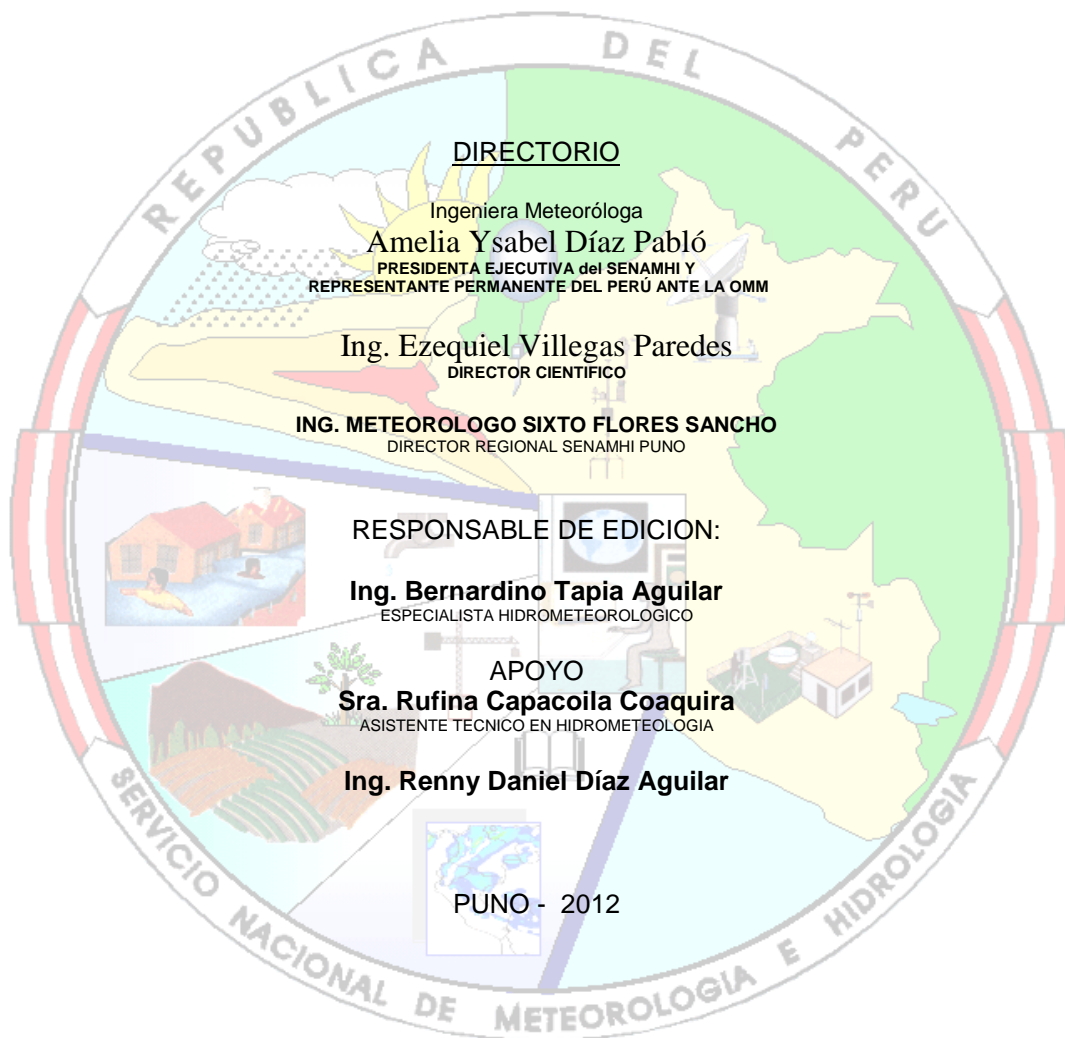 REPUBLICA DEL PERU
DIRECTORIO
Ingeniera Meteoróloga
Amelia Ysabel Díaz Pabló
PRESIDENTA EJECUTIVA del SENAMHI Y
REPRESENTANTE PERMANENTE DEL PERÚ ANTE LA OMM
Ing. Ezequiel Villegas Paredes
DIRECTOR CIENTIFICO
ING. METEOROLOGO SIXTO FLORES SANCHO
DIRECTOR REGIONAL SENAMHI PUNO
RESPONSABLE DE EDICION:
Ing. Bernardino Tapia Aguilar
ESPECIALISTA HIDROMETEOROLOGICO
APOYO
Sra. Rufina Capacoila Coaquira
ASISTENTE TECNICO EN HIDROMETEOLOGIA
Ing. Renny Daniel Díaz Aguilar
PUNO - 2012
SERVICIO NACIONAL DE METEOROLOGIA E HIDROLOGIA